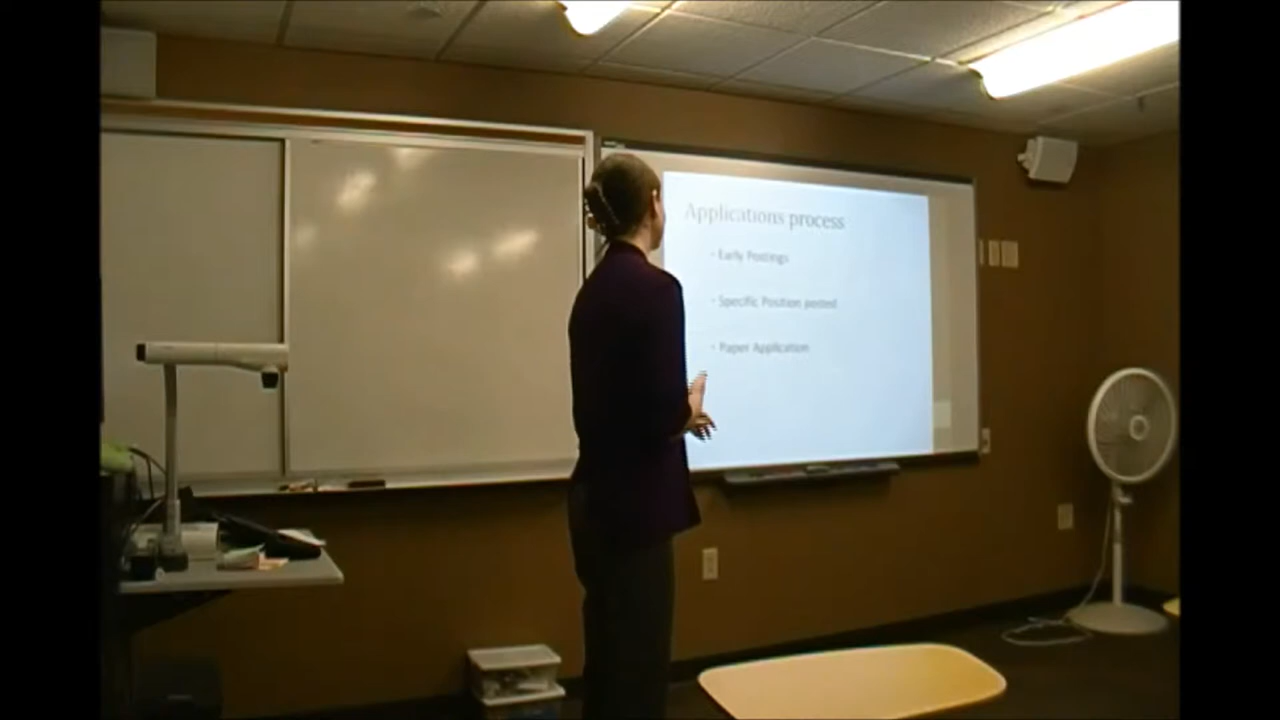 Applications process
- Early Postings
- Specific Position posted
- Paper Application